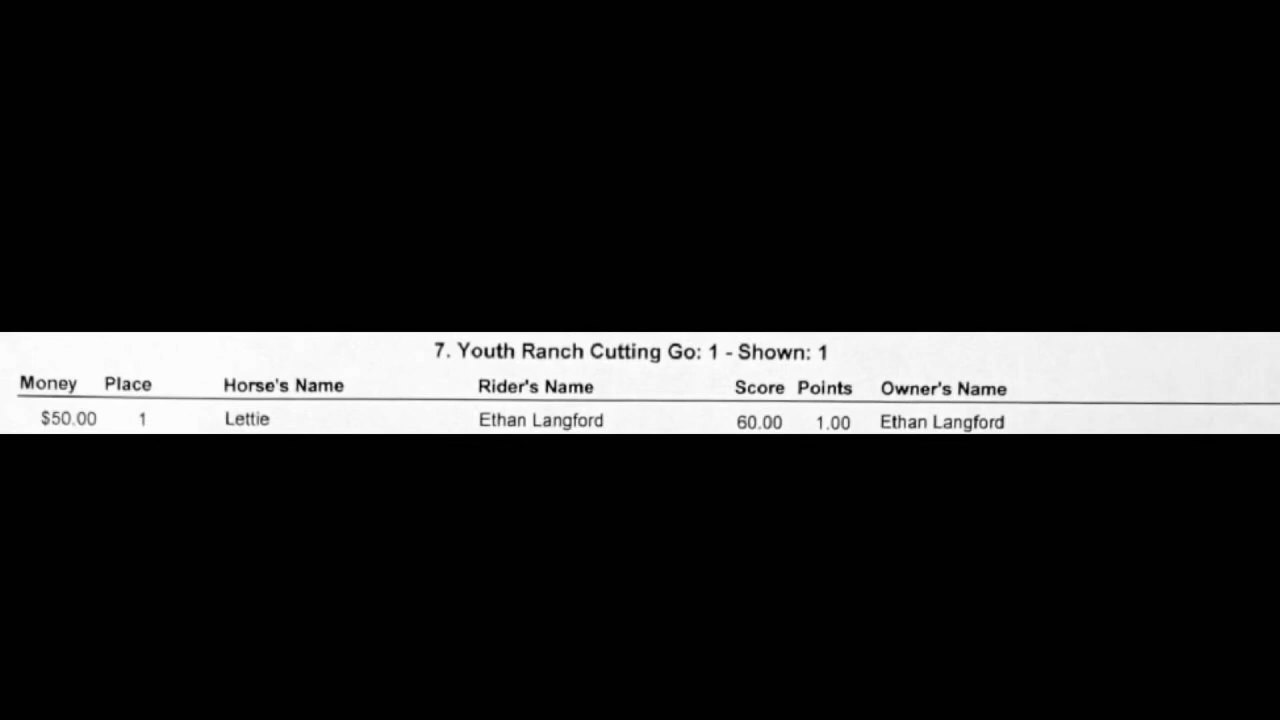 7. Youth Ranch Cutting Go: 1 - Shown: 1
Money Place Horse's Name Rider's Name Score Points Owner's Name
$50.00 1 Lettie Ethan Langford 60.00 1.00 Ethan Langford